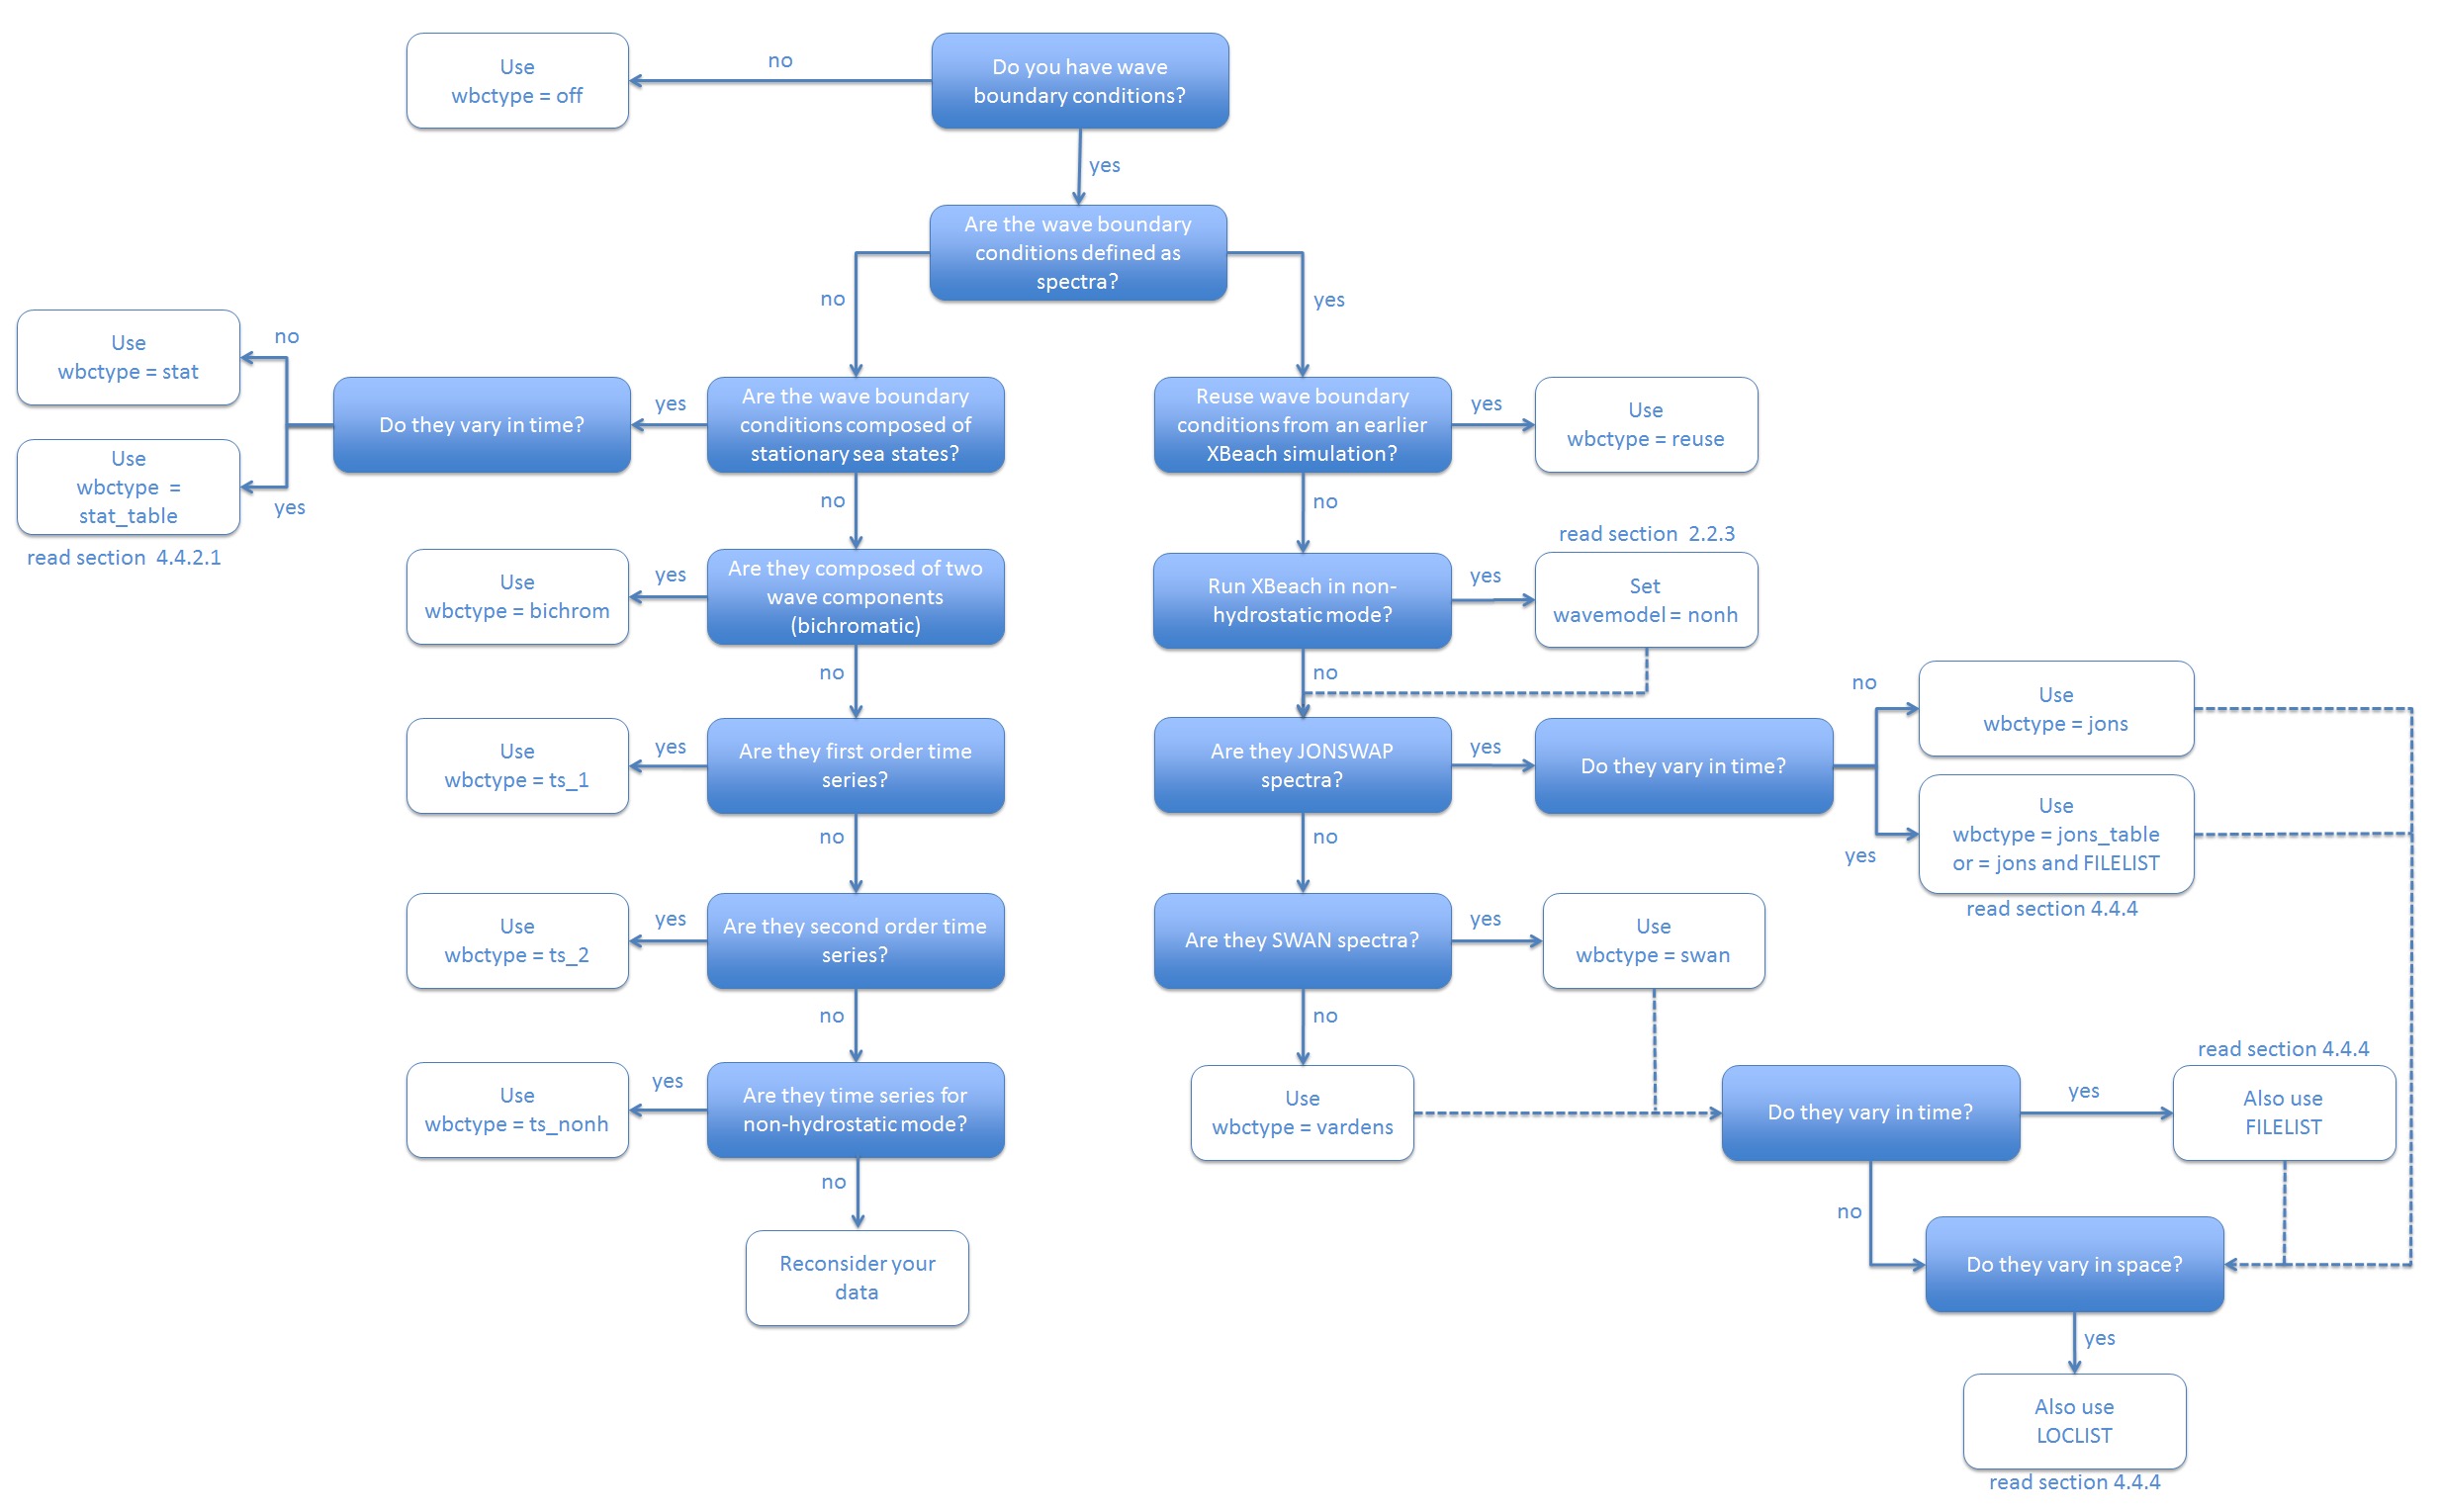 Use
wbctype = off
no
Do you have wave
boundary conditions?
yes
Are the wave boundary
conditions defined as
spectra?
no
yes
Use
wbctype = stat
no
Use
wbctype =
stat_table
yes
read section 4.4.2.1
Do they vary in time?
yes
Are the wave boundary
conditions composed of
stationary sea states?
no
Use
wbctype = bichrom
yes
Are they composed of two
wave components
(bichromatic)
no
Use
wbctype = ts_1
yes
Are they first order time
series?
no
Use
wbctype = ts_2
yes
Are they second order time
series?
no
Use
wbctype = ts_nonh
yes
Are they time series for
non-hydrostatic mode?
no
Reconsider your
data
Reuse wave boundary
conditions from an earlier
XBeach simulation?
yes
Use
wbctype = reuse
no
read section 2.2.3
Run XBeach in non-
hydrostatic mode?
yes
Set
wavemodel = nonh
no
Are they JONSWAP
spectra?
yes
Do they vary in time?
no
Use
wbctype = jons
yes
Use
wbctype = jons_table
or = jons and FILELIST
read section 4.4.4
no
Are they SWAN spectra?
yes
Use
wbctype = swan
no
Use
wbctype = vardens
Do they vary in time?
yes
read section 4.4.4
Also use
FILELIST
no
Do they vary in space?
yes
Also use
LOCLIST
read section 4.4.4